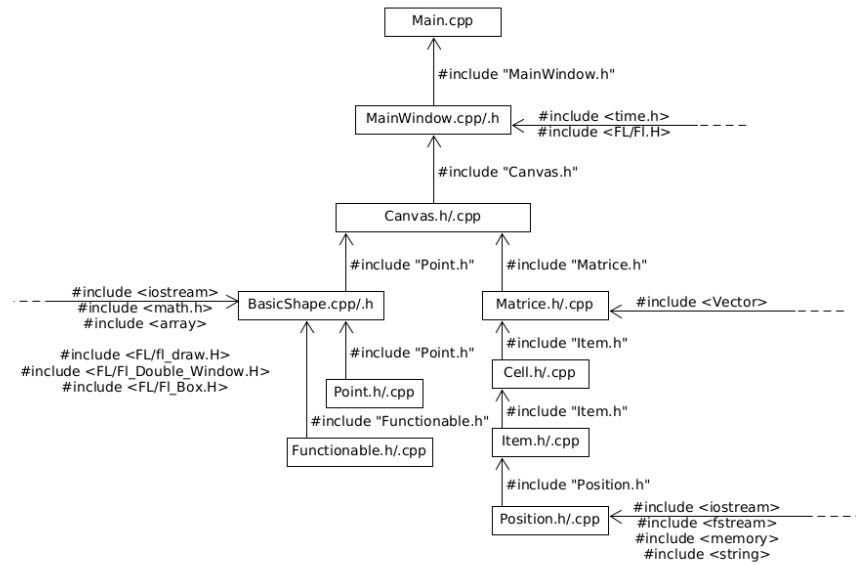 Main.cpp
#include "MainWindow.h"
MainWindow.cpp/.h
#include <time.h>
#include <FL/Fl.H>
#include "Canvas.h"
Canvas.h/.cpp
#include "Point.h"
#include "Matrice.h"
#include <iostream>
#include <math.h>
#include <array>
BasicShape.cpp/.h
Matrice.h/.cpp
#include <Vector>
#include <FL/fl_draw.H>
#include <FL/Fl_Double_Window.H>
#include <FL/Fl_Box.H>
#include "Point.h"
#include "Item.h"
Point.h/.cpp
Cell.h/.cpp
#include "Functionable.h"
#include "Item.h"
Functionable.h/.cpp
Item.h/.cpp
#include "Position.h"
Position.h/.cpp
#include <iostream>
#include <fstream>
#include <memory>
#include <string>